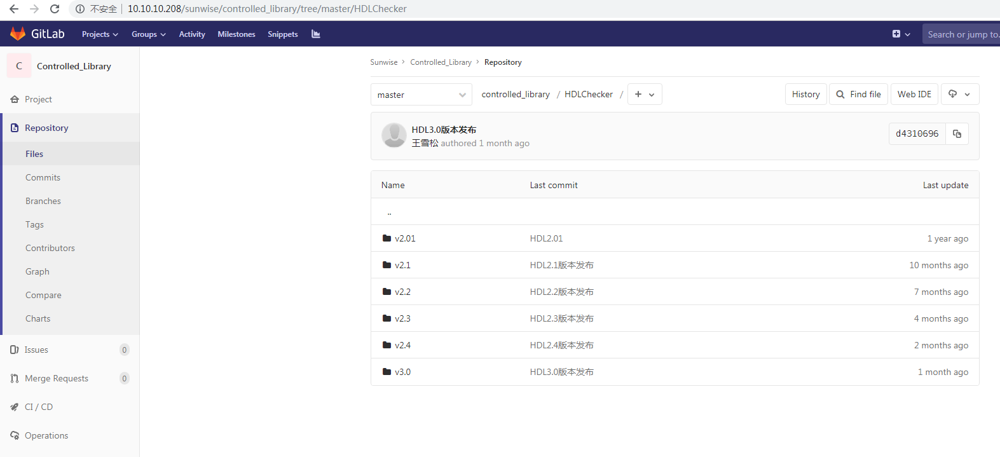 不安全 10.10.10.208/sunwise/controlled_library/tree/master/HDLChecker
GitLab Projects Groups Activity Milestones Snippets Search or jump to.
C Controlled_Library
Project
Repository
Files
Commits
Branches
Tags
Contributors
Graph
Compare
Charts
Issues 0
Merge Requests 0
CI / CD
Operations
Sunwise > Controlled_Library > Repository
master controlled_library / HDLChecker / + History Find file Web IDE
HDL3.0版本发布
王雪松 authored 1 month ago
d4310696
Name Last commit Last update
..
v2.01 HDL2.01 1 year ago
v2.1 HDL2.1版本发布 10 months ago
v2.2 HDL2.2版本发布 7 months ago
v2.3 HDL2.3版本发布 4 months ago
v2.4 HDL2.4版本发布 2 months ago
v3.0 HDL3.0版本发布 1 month ago